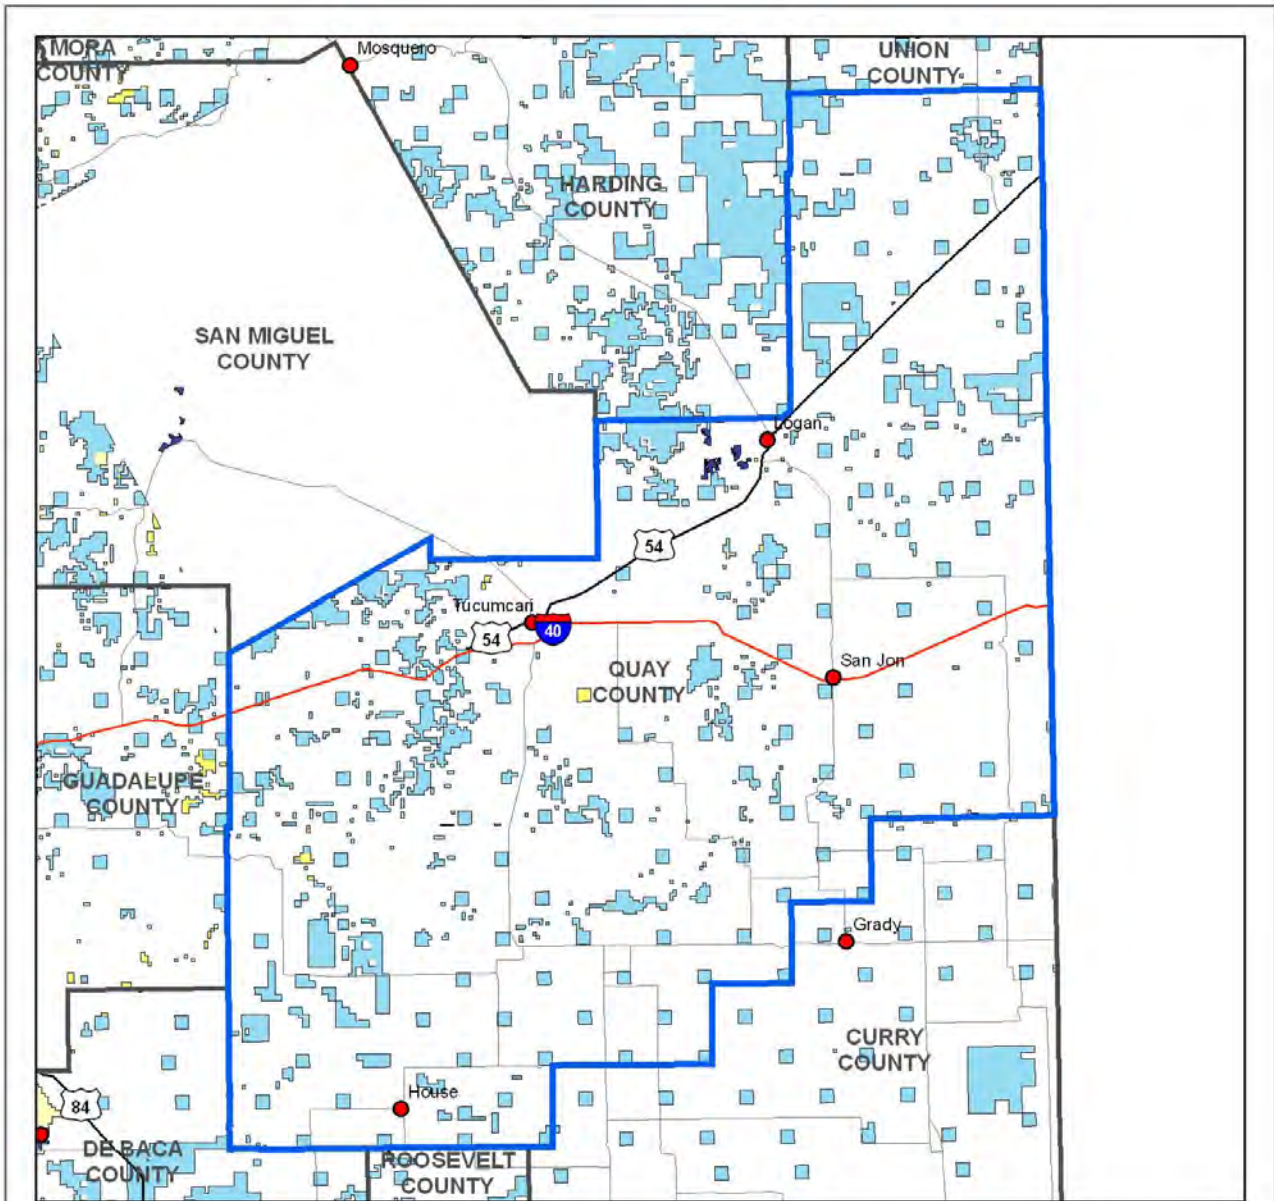 MORA
COUNTY
Mosquero
UNION
COUNTY
HARDING
COUNTY
SAN MIGUEL
COUNTY
Logan
54
Tucumcari
54
40
QUAY
COUNTY
San Jon
GUADALUPE
COUNTY
Grady
CURRY
COUNTY
House
84
DE BACA
COUNTY
ROOSEVELT
COUNTY